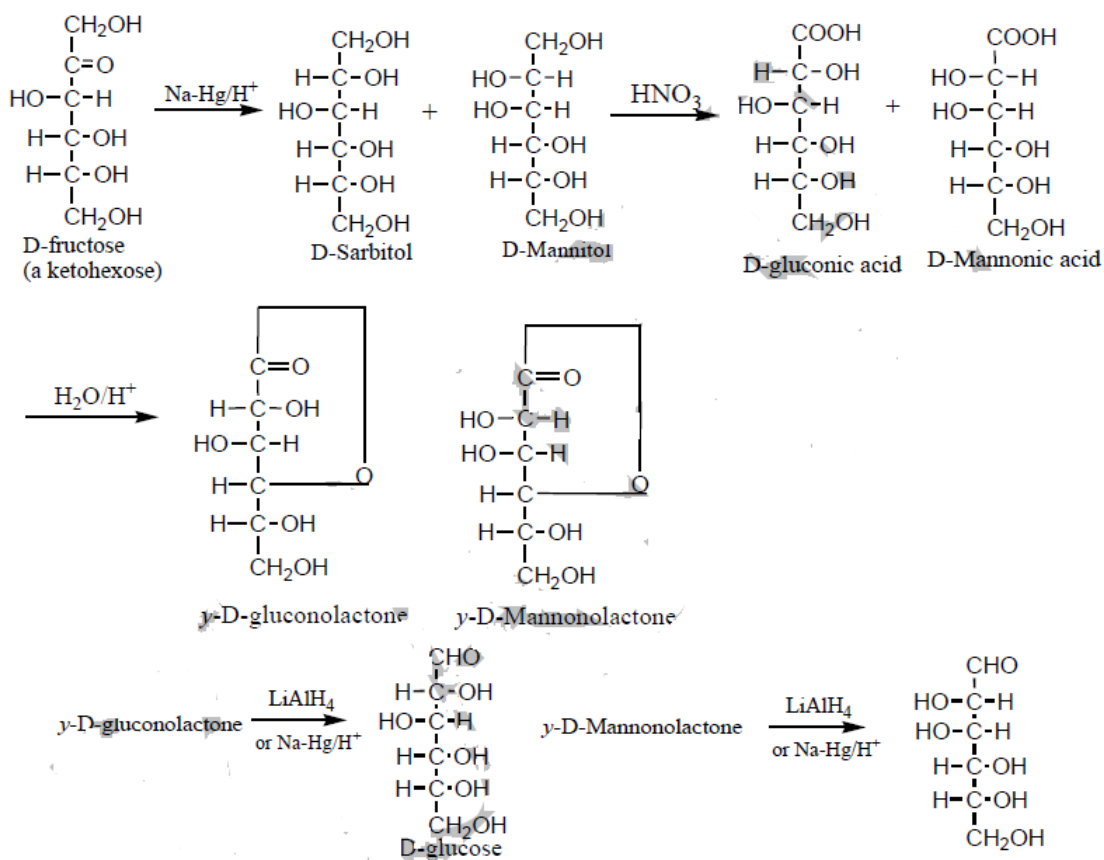 CH₂OH
C=O
HO-C-H
H-C-OH
H-C-OH
CH₂OH
D-fructose
(a ketohexose)
Na-Hg/H⁺
CH₂OH
H-C-OH
HO-C-H
H-C-OH
H-C-OH
CH₂OH
D-Sarbitol
+
CH₂OH
HO-C-H
HO-C-H
H-C-OH
H-C-OH
CH₂OH
D-Mannitol
HNO₃
COOH
H-C-OH
HO-C-H
H-C-OH
H-C-OH
CH₂OH
D-gluconic acid
+
COOH
HO-C-H
HO-C-H
H-C-OH
H-C-OH
CH₂OH
D-Mannonic acid
H₂O/H⁺
C=O
H-C-OH
HO-C-H
H-C
O
H-C-OH
CH₂OH
y-D-gluconolactone
C=O
HO-C-H
HO-C-H
H-C
O
H-C-OH
CH₂OH
y-D-Mannonolactone
y-D-gluconolactone
LiAlH₄
or Na-Hg/H⁺
CHO
H-C-OH
HO-C-H
H-C-OH
H-C-OH
CH₂OH
D-glucose
y-D-Mannonolactone
LiAlH₄
or Na-Hg/H⁺
CHO
HO-C-H
HO-C-H
H-C-OH
H-C-OH
CH₂OH